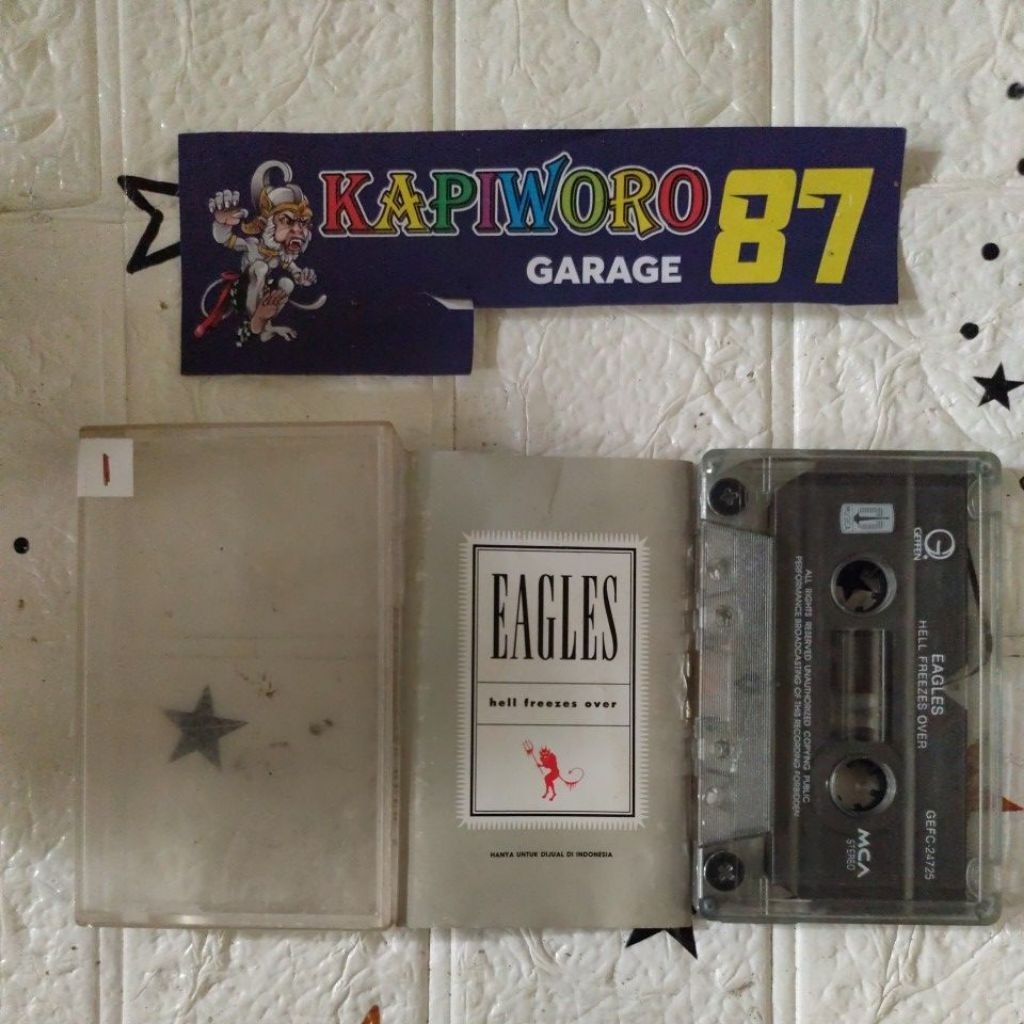 KAPIWORO 87
GARAGE
1
EAGLES
hell freezes over
HANYA UNTUK DIJUAL DI INDONESIA
GEFFEN
EAGLES
HELL FREEZES OVER
GEFC-24725
ALL RIGHTS RESERVED UNAUTHORIZED COPYING PUBLIC
PERFORMANCE BROADCASTING OF THIS RECORDING FORBIDDEN
MCA
STEREO